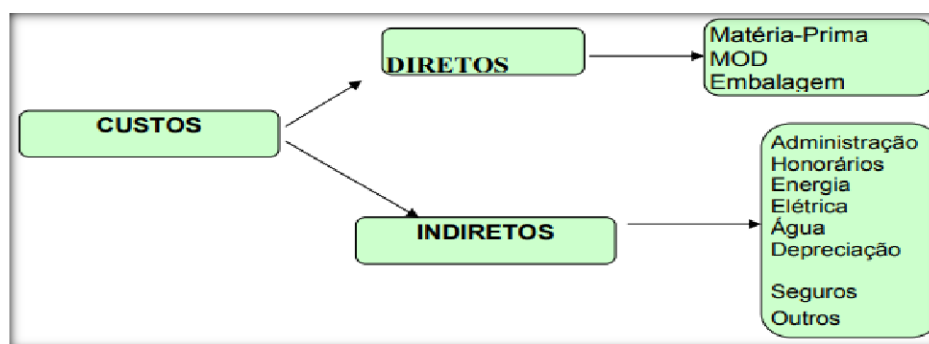 CUSTOS
DIRETOS
Matéria-Prima
MOD
Embalagem
INDIRETOS
Administração
Honorários
Energia
Elétrica
Água
Depreciação
Seguros
Outros